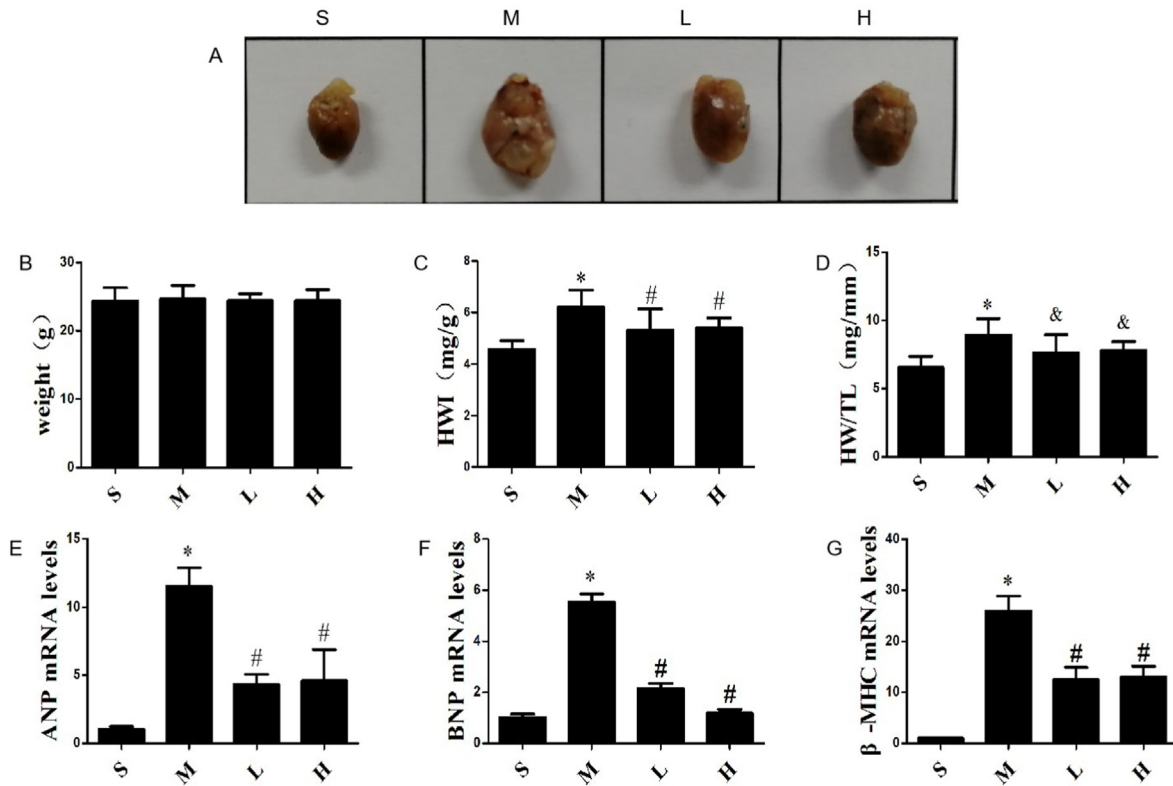 S M L H
A
B
weight（g）
30
20
10
0
S M L H
C
HWI（mg/g）
8
6
4
2
0
* # #
S M L H
D
HW/TL（mg/mm）
15
10
5
0
* & &
S M L H
E
ANP mRNA levels
15
10
5
0
* # #
S M L H
F
BNP mRNA levels
8
6
4
2
0
* # #
S M L H
G
β -MHC mRNA levels
40
30
20
10
0
* # #
S M L H